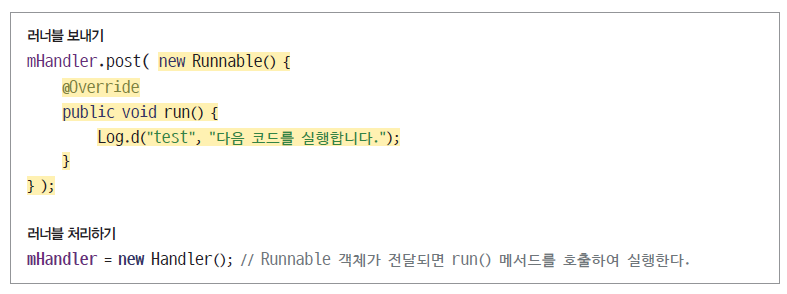 러너블 보내기
mHandler.post( new Runnable() {
@Override
public void run() {
Log.d("test", "다음 코드를 실행합니다.");
}
} );
러너블 처리하기
mHandler = new Handler(); // Runnable 객체가 전달되면 run() 메서드를 호출하여 실행한다.